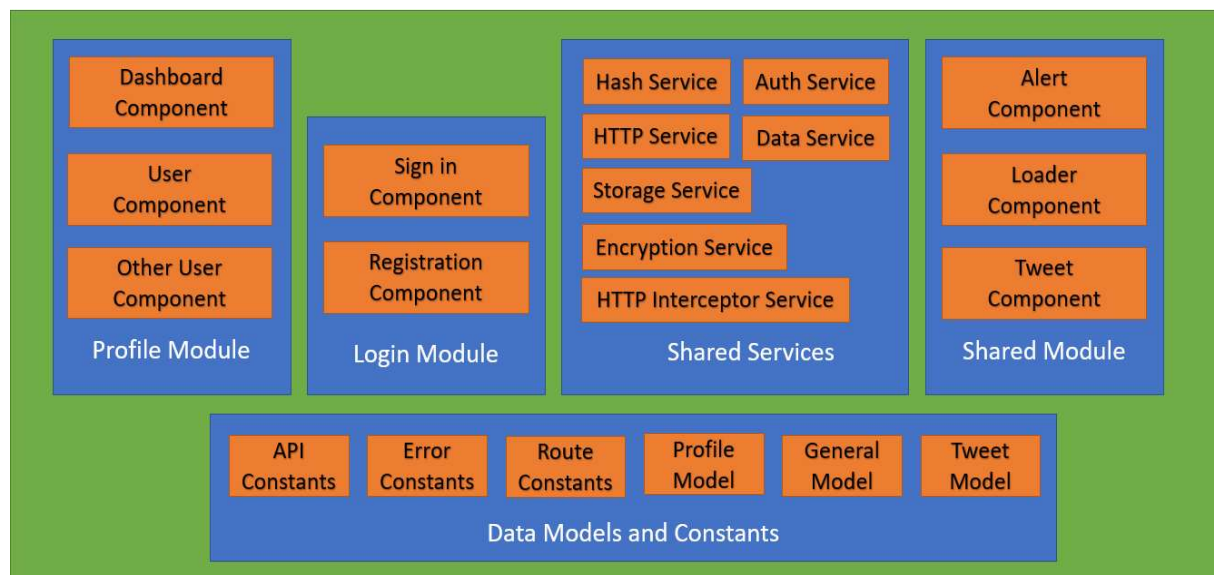 Dashboard
Component
User
Component
Other User
Component
Profile Module
Sign in
Component
Registration
Component
Login Module
Hash Service
Auth Service
HTTP Service
Data Service
Storage Service
Encryption Service
HTTP Interceptor Service
Shared Services
Alert
Component
Loader
Component
Tweet
Component
Shared Module
API
Constants
Error
Constants
Route
Constants
Profile
Model
General
Model
Tweet
Model
Data Models and Constants